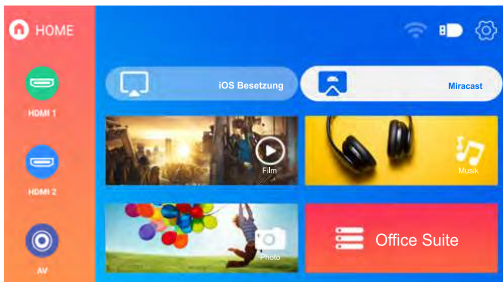 HOME
HDMI 1
HDMI 2
AV
iOS Besetzung
Miracast
Film
Musik
Photo
Office Suite